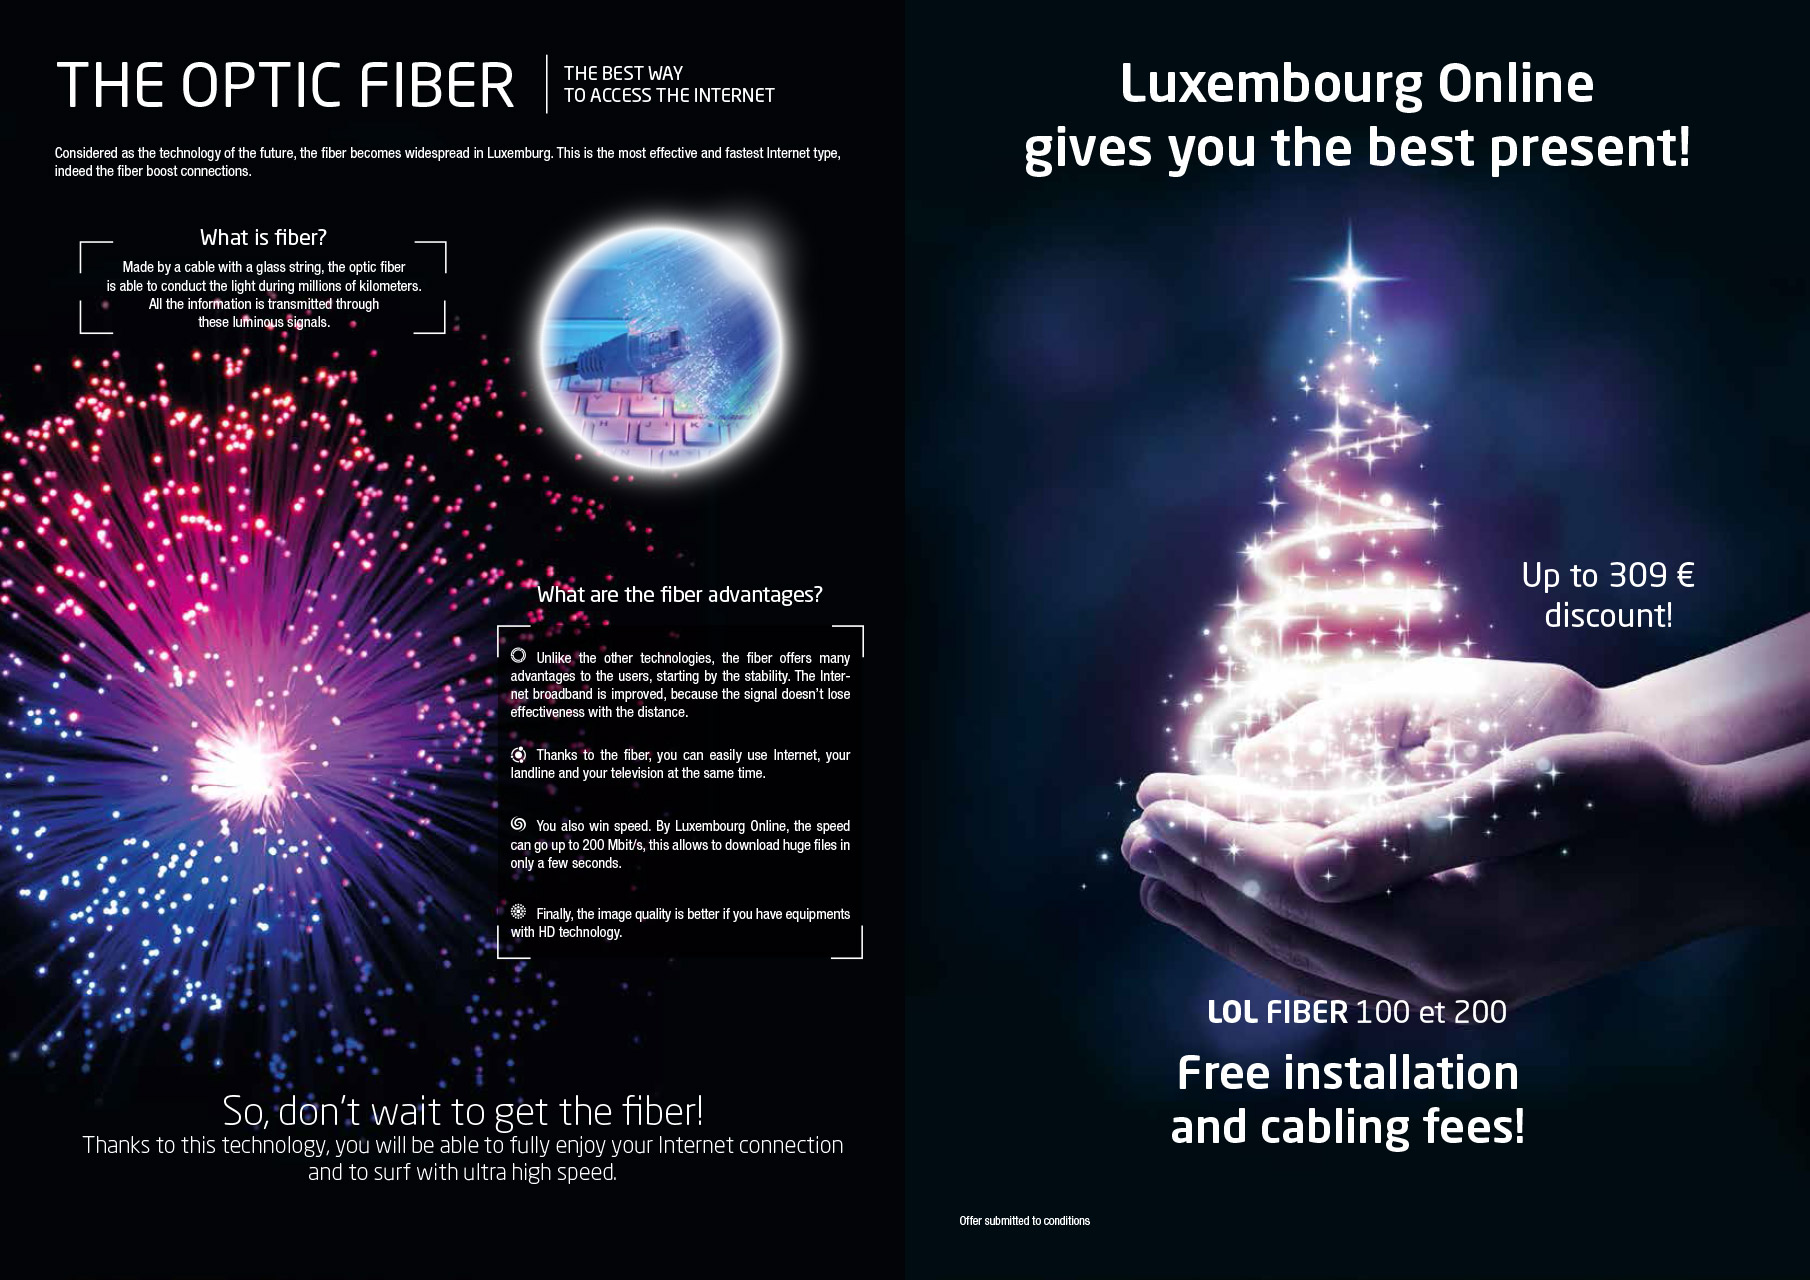 THE OPTIC FIBER
THE BEST WAY
TO ACCESS THE INTERNET
Considered as the technology of the future, the fiber becomes widespread in Luxemburg. This is the most effective and fastest Internet type,
indeed the fiber boost connections.
What is fiber?
Made by a cable with a glass string, the optic fiber
is able to conduct the light during millions of kilometers.
All the information is transmitted through
these luminous signals.
What are the fiber advantages?
Unlike the other technologies, the fiber offers many
advantages to the users, starting by the stability. The Inter-
net broadband is improved, because the signal doesn't lose
effectiveness with the distance.
Thanks to the fiber, you can easily use Internet, your
landline and your television at the same time.
You also win speed. By Luxembourg Online, the speed
can go up to 200 Mbit/s, this allows to download huge files in
only a few seconds.
Finally, the image quality is better if you have equipments
with HD technology.
So, don't wait to get the fiber!
Thanks to this technology, you will be able to fully enjoy your Internet connection
and to surf with ultra high speed.
Luxembourg Online
gives you the best present!
Up to 309 €
discount!
LOL FIBER 100 et 200
Free installation
and cabling fees!
Offer submitted to conditions